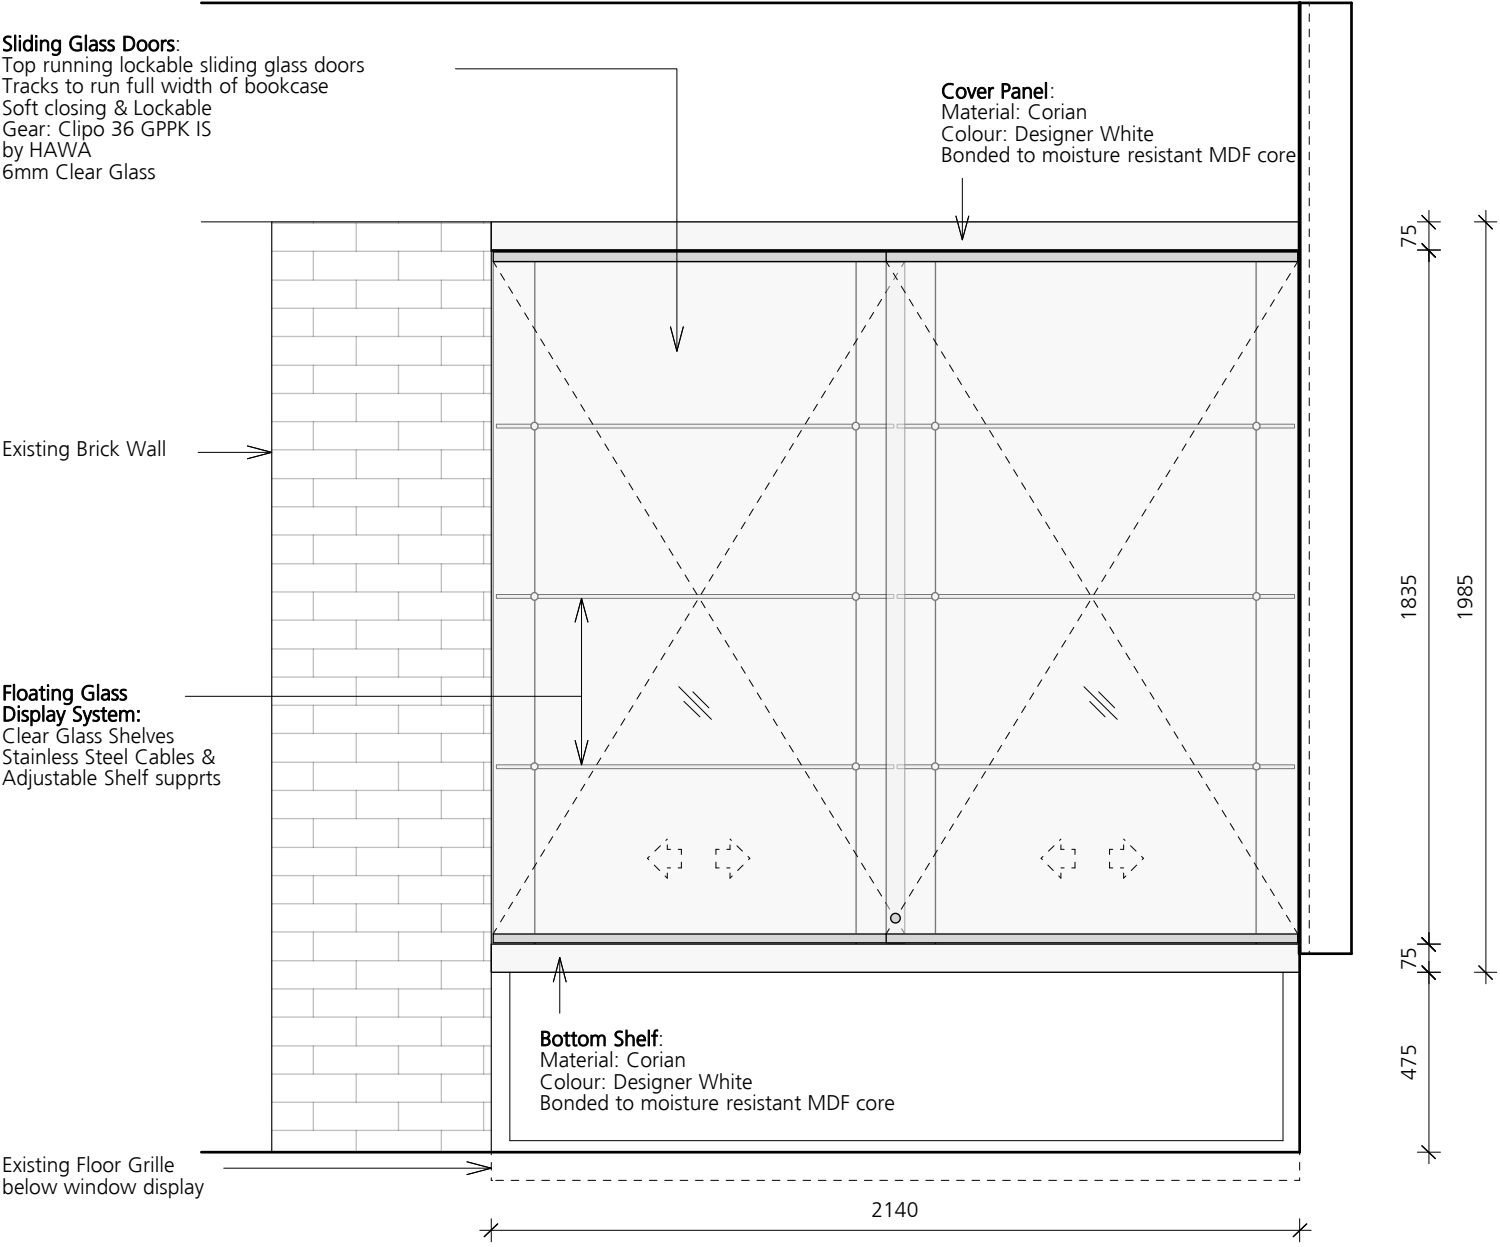 Sliding Glass Doors:
Top running lockable sliding glass doors
Tracks to run full width of bookcase
Soft closing & Lockable
Gear: Clipo 36 GPPK IS
by HAWA
6mm Clear Glass
Cover Panel:
Material: Corian
Colour: Designer White
Bonded to moisture resistant MDF core
Existing Brick Wall
Floating Glass
Display System:
Clear Glass Shelves
Stainless Steel Cables &
Adjustable Shelf supprts
Bottom Shelf:
Material: Corian
Colour: Designer White
Bonded to moisture resistant MDF core
Existing Floor Grille
below window display
2140
75
1835
1985
75
475